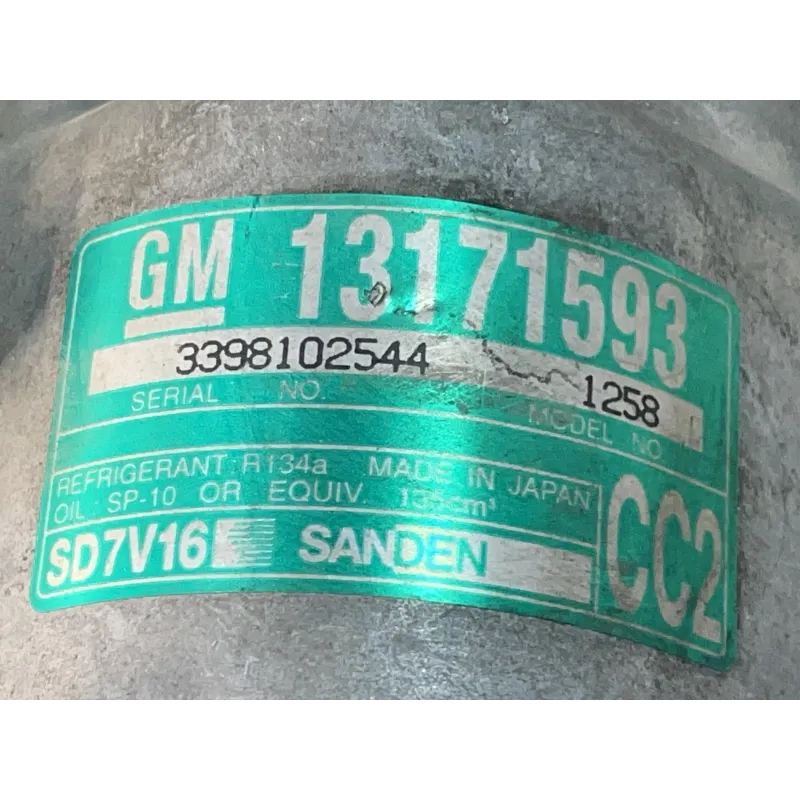 GM 13171593
3398102544 1258
SERIAL NO. MODEL NO
REFRIGERANT : R134a MADE IN JAPAN
OIL : SP-10 OR EQUIV. 135cm³
SD7V16 SANDEN
CC2